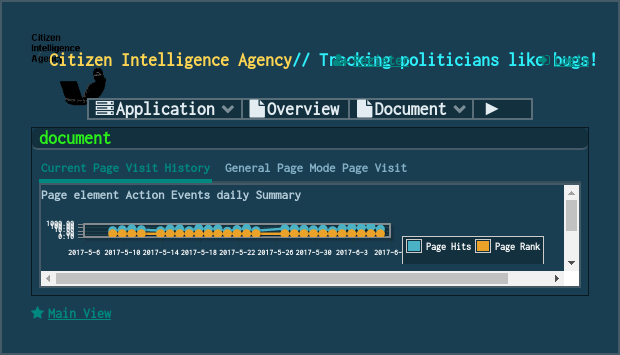 Citizen
Intelligence
Agency
Citizen Intelligence Agency// Tracking politicians like bugs!
Register
Login
Application
Overview
Document
document
Current Page Visit History
General Page Mode Page Visit
Page element Action Events daily Summary
1000.00
0.10
2017-5-6 2017-5-10 2017-5-14 2017-5-18 2017-5-22 2017-5-26 2017-5-30 2017-6-3 2017-6-
Page Hits
Page Rank
Main View